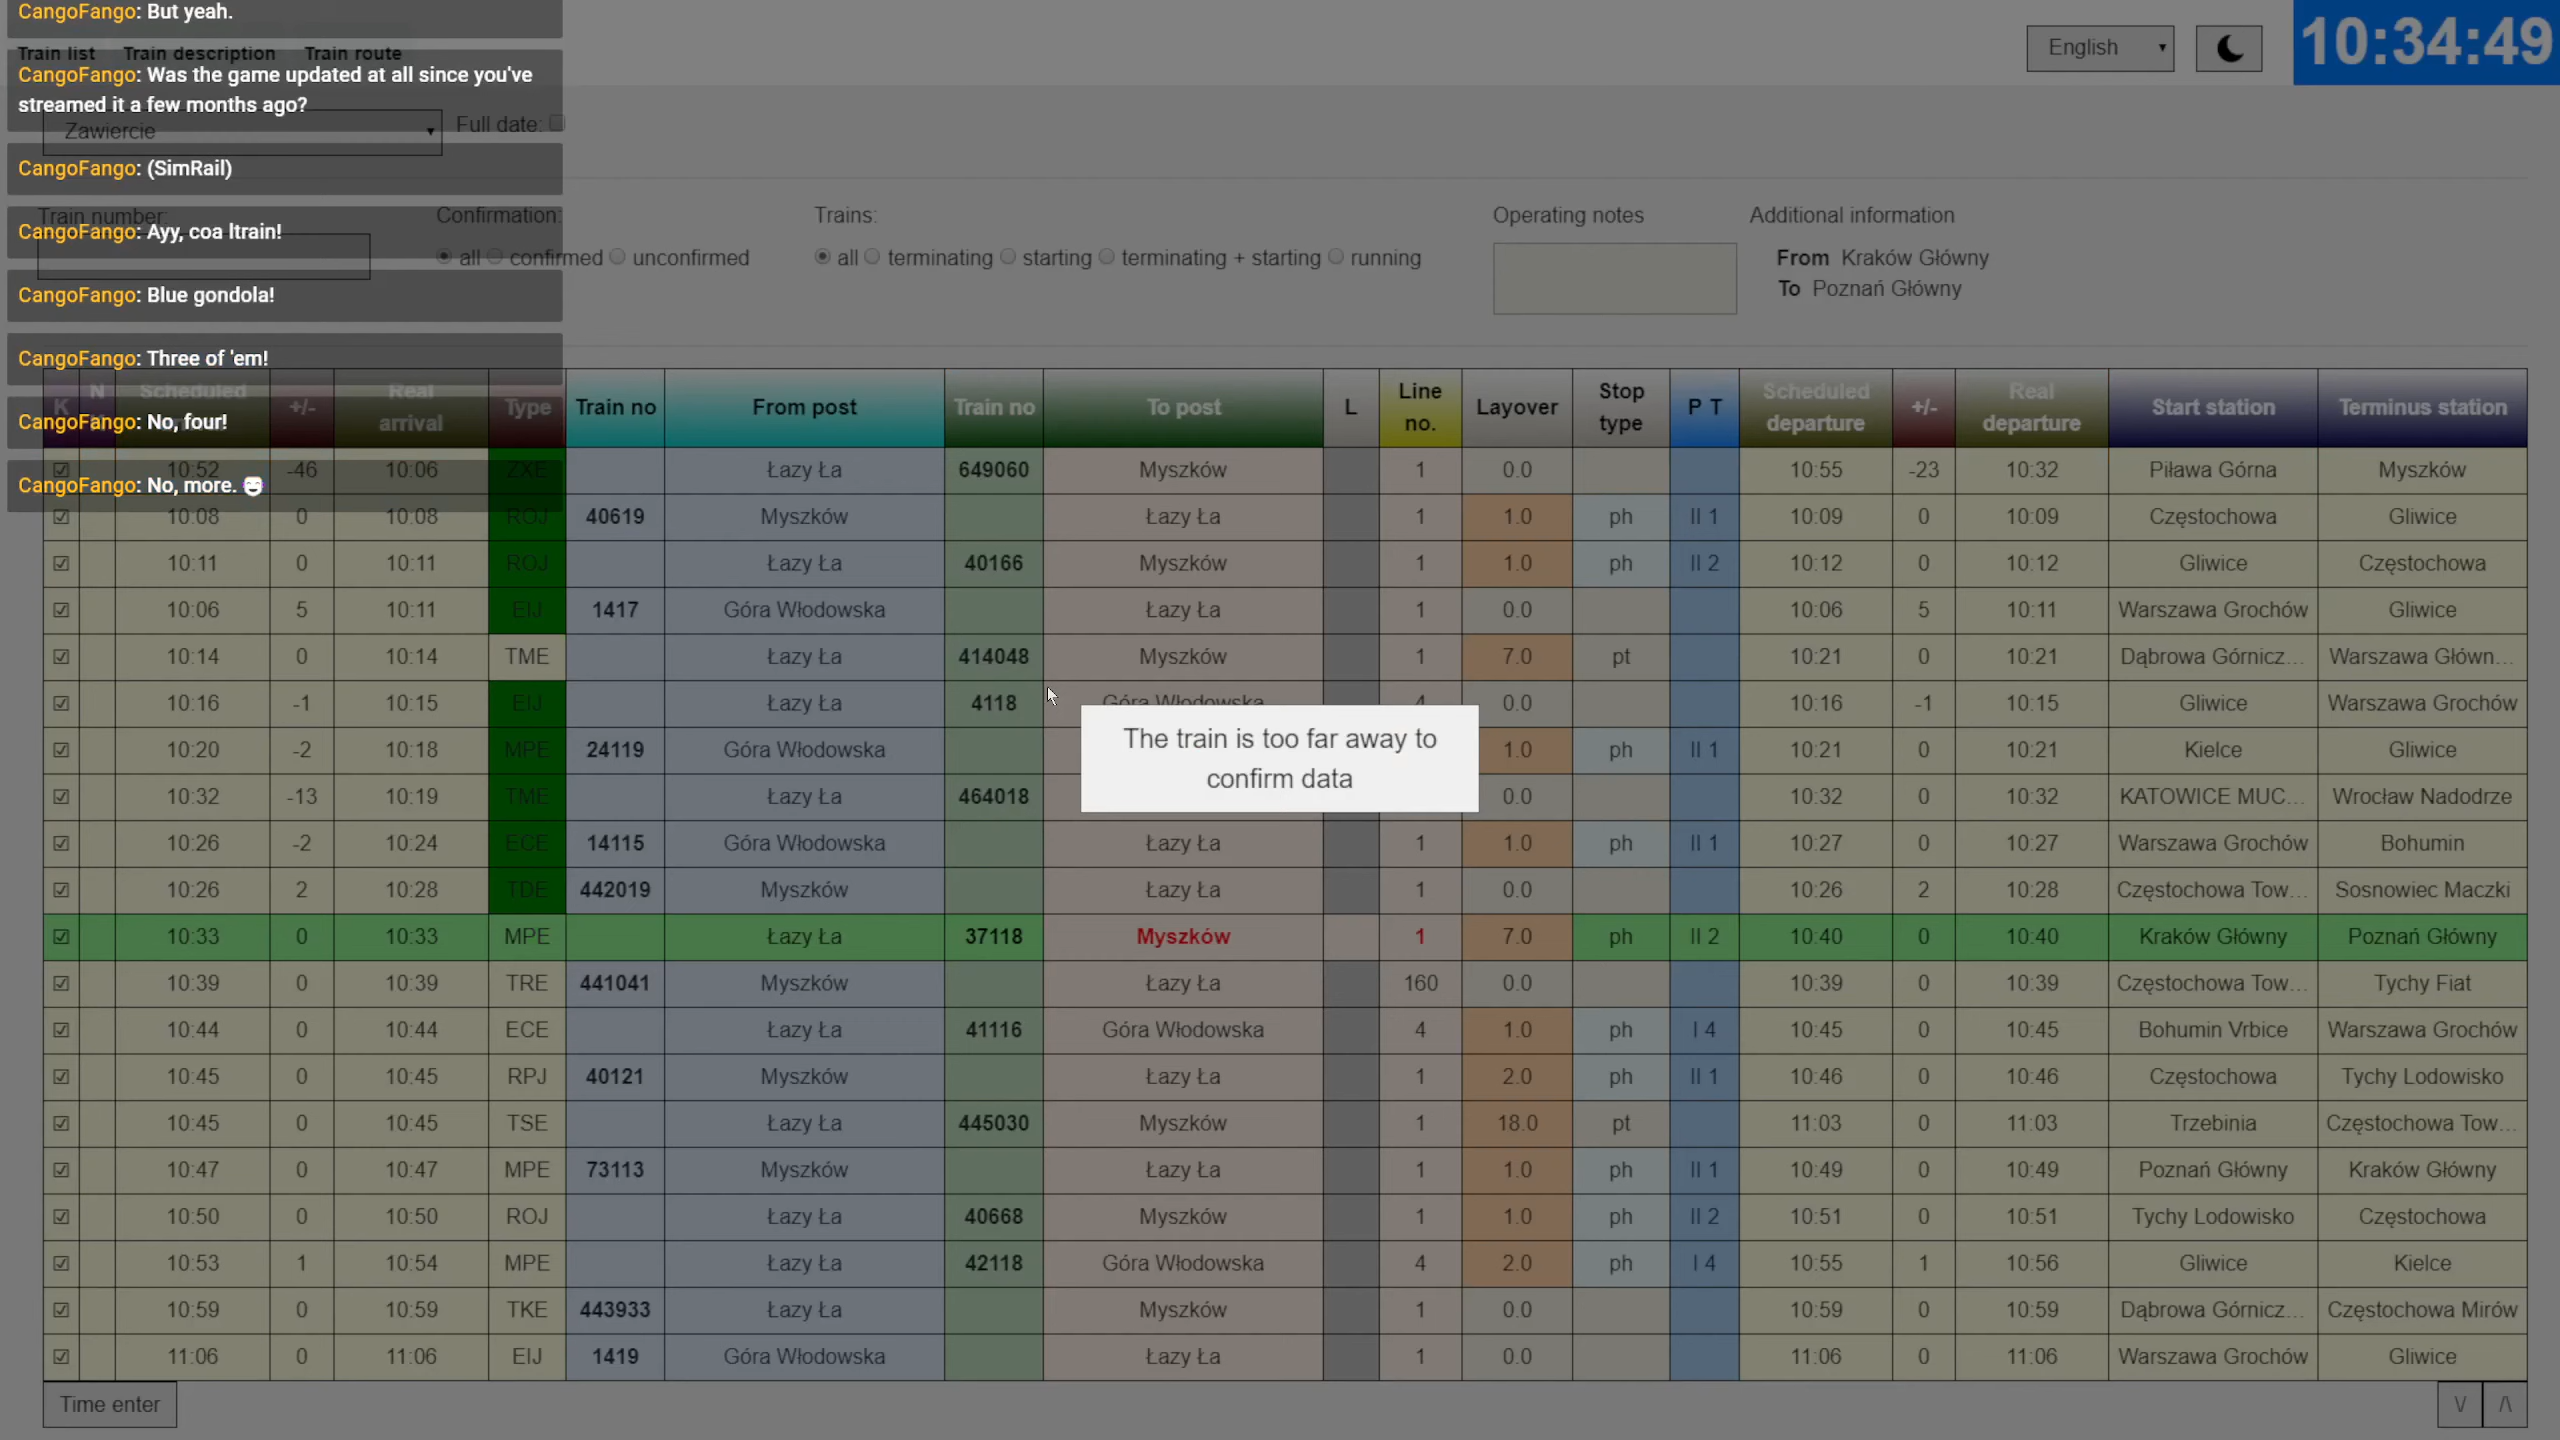 CangoFango: But yeah.
Train list Train description Train route
English
10:34:49
CangoFango: Was the game updated at all since you've
streamed it a few months ago?
Zawiercie Full date:
CangoFango: (SimRail)
Train number: Confirmation: Trains: Operating notes Additional information
CangoFango: Ayy, coa ltrain!
all confirmed unconfirmed all terminating starting terminating + starting running
From Kraków Główny
To Poznań Główny
CangoFango: Blue gondola!
CangoFango: Three of 'em!
CangoFango: No, four!
CangoFango: No, more.
K N Scheduled +/- Real arrival Type Train no From post Train no To post L Line no. Layover Stop type P T Scheduled departure +/- Real departure Start station Terminus station
10:52 -46 10:06 ZXE Łazy Ła 649060 Myszków 1 0.0 10:55 -23 10:32 Piława Górna Myszków
10:08 0 10:08 ROJ 40619 Myszków Łazy Ła 1 1.0 ph II 1 10:09 0 10:09 Częstochowa Gliwice
10:11 0 10:11 ROJ Łazy Ła 40166 Myszków 1 1.0 ph II 2 10:12 0 10:12 Gliwice Częstochowa
10:06 5 10:11 EIJ 1417 Góra Włodowska Łazy Ła 1 0.0 10:06 5 10:11 Warszawa Grochów Gliwice
10:14 0 10:14 TME Łazy Ła 414048 Myszków 1 7.0 pt 10:21 0 10:21 Dąbrowa Górnicz... Warszawa Główn...
10:16 -1 10:15 EIJ Łazy Ła 4118 Góra Włodowska 4 0.0 10:16 -1 10:15 Gliwice Warszawa Grochów
10:20 -2 10:18 MPE 24119 Góra Włodowska 1.0 ph II 1 10:21 0 10:21 Kielce Gliwice
The train is too far away to
confirm data
10:32 -13 10:19 TME Łazy Ła 464018 0.0 10:32 0 10:32 KATOWICE MUC... Wrocław Nadodrze
10:26 -2 10:24 ECE 14115 Góra Włodowska Łazy Ła 1 1.0 ph II 1 10:27 0 10:27 Warszawa Grochów Bohumin
10:26 2 10:28 TDE 442019 Myszków Łazy Ła 1 0.0 10:26 2 10:28 Częstochowa Tow... Sosnowiec Maczki
10:33 0 10:33 MPE Łazy Ła 37118 Myszków 1 7.0 ph II 2 10:40 0 10:40 Kraków Główny Poznań Główny
10:39 0 10:39 TRE 441041 Myszków Łazy Ła 160 0.0 10:39 0 10:39 Częstochowa Tow... Tychy Fiat
10:44 0 10:44 ECE Łazy Ła 41116 Góra Włodowska 4 1.0 ph I 4 10:45 0 10:45 Bohumin Vrbice Warszawa Grochów
10:45 0 10:45 RPJ 40121 Myszków Łazy Ła 1 2.0 ph II 1 10:46 0 10:46 Częstochowa Tychy Lodowisko
10:45 0 10:45 TSE Łazy Ła 445030 Myszków 1 18.0 pt 11:03 0 11:03 Trzebinia Częstochowa Tow...
10:47 0 10:47 MPE 73113 Myszków Łazy Ła 1 1.0 ph II 1 10:49 0 10:49 Poznań Główny Kraków Główny
10:50 0 10:50 ROJ Łazy Ła 40668 Myszków 1 1.0 ph II 2 10:51 0 10:51 Tychy Lodowisko Częstochowa
10:53 1 10:54 MPE Łazy Ła 42118 Góra Włodowska 4 2.0 ph I 4 10:55 1 10:56 Gliwice Kielce
10:59 0 10:59 TKE 443933 Łazy Ła Myszków 1 0.0 10:59 0 10:59 Dąbrowa Górnicz... Częstochowa Mirów
11:06 0 11:06 EIJ 1419 Góra Włodowska Łazy Ła 1 0.0 11:06 0 11:06 Warszawa Grochów Gliwice
Time enter \/ /\